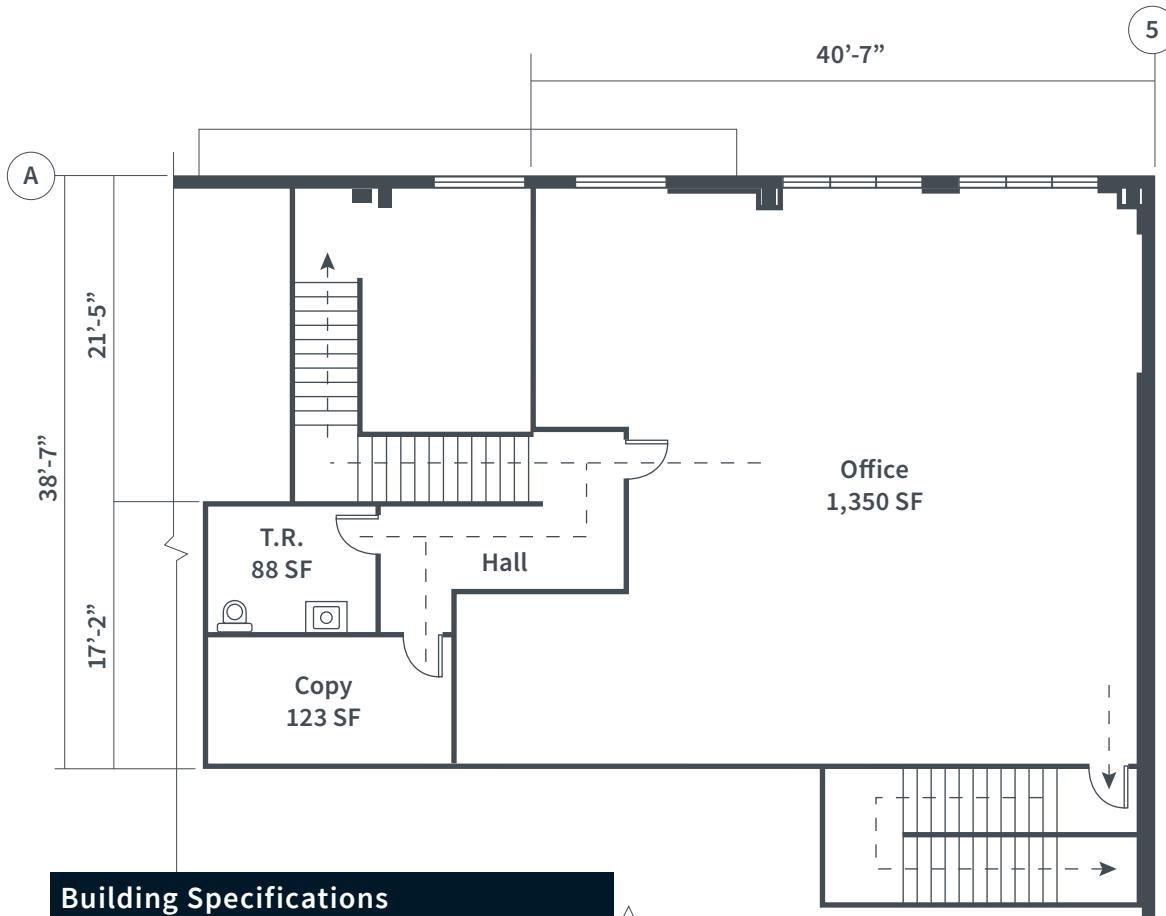 5
40’-7”
A
21’-5”
38’-7”
17’-2”
Office
1,350 SF
T.R.
88 SF
Hall
Copy
123 SF
Building Specifications